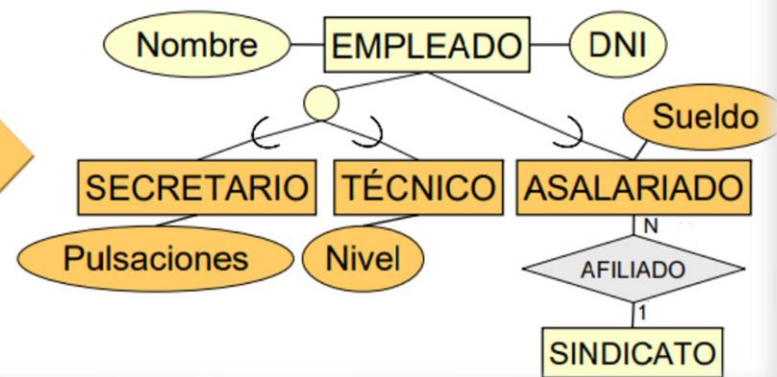 Nombre
EMPLEADO
DNI
Sueldo
SECRETARIO
TÉCNICO
ASALARIADO
Pulsaciones
Nivel
N
AFILIADO
1
SINDICATO